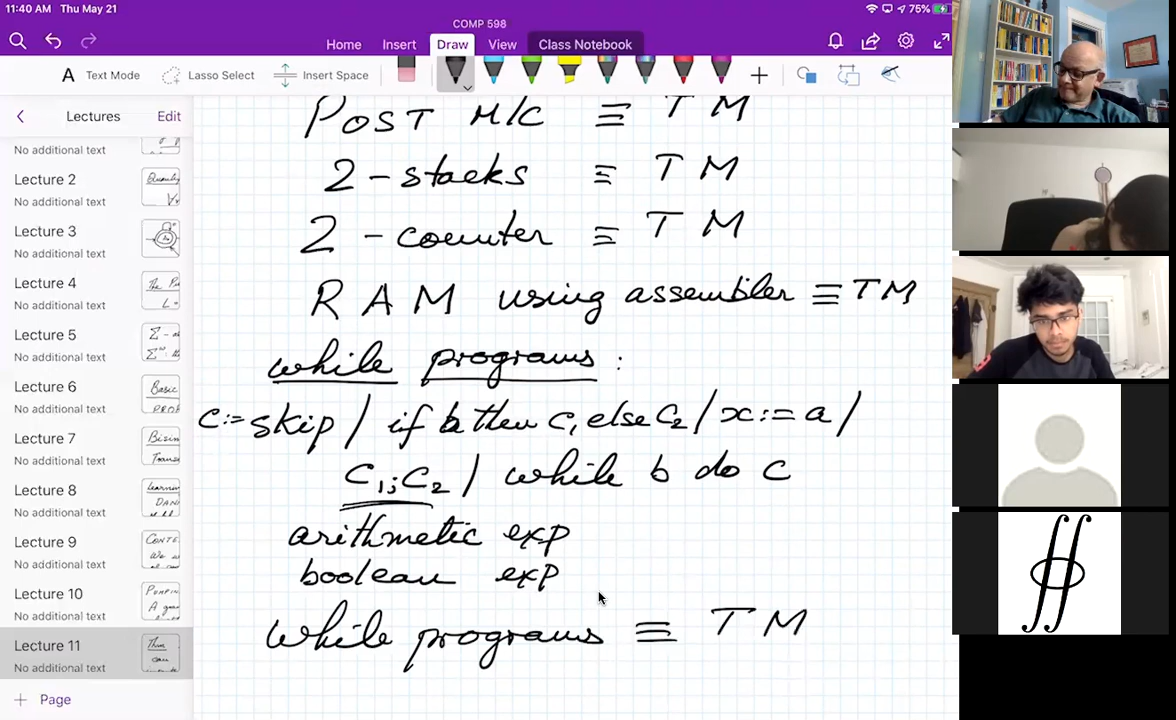 11:40 AM Thu May 21
75%
COMP 598
Home Insert Draw View Class Notebook
A Text Mode Lasso Select Insert Space
Lectures Edit
No additional text
Lecture 2
No additional text
Lecture 3
No additional text
Lecture 4
No additional text
Lecture 5
No additional text
Lecture 6
No additional text
Lecture 7
No additional text
Lecture 8
No additional text
Lecture 9
No additional text
Lecture 10
No additional text
Lecture 11
No additional text
+ Page
POST M/C ≡ TM
2-stacks ≡ TM
2-counter ≡ TM
RAM using assembler ≡ TM
while programs:
c:= skip / if b then c₁ else c₂ / x:= a /
c₁;c₂ / while b do c
arithmetic exp
boolean exp
while programs ≡ TM
∯